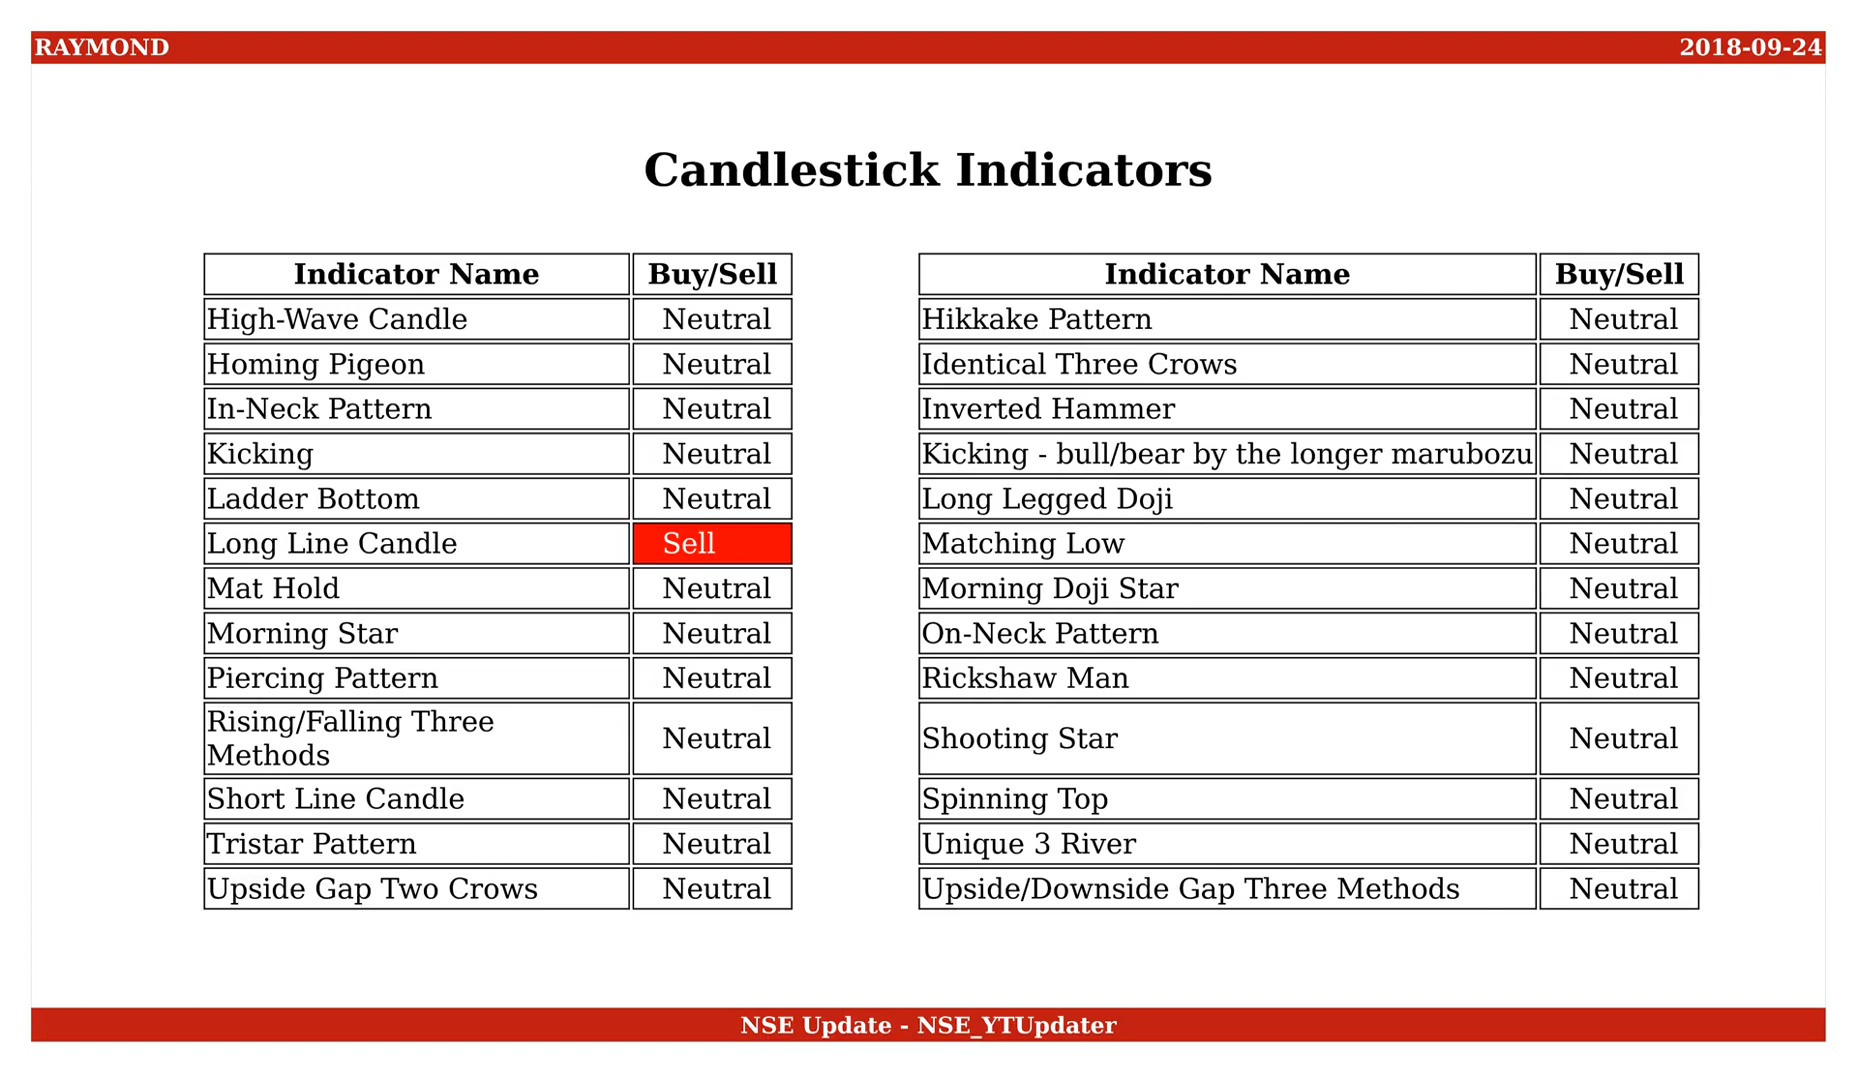 RAYMOND 2018-09-24
Candlestick Indicators
Indicator Name Buy/Sell
High-Wave Candle Neutral
Homing Pigeon Neutral
In-Neck Pattern Neutral
Kicking Neutral
Ladder Bottom Neutral
Long Line Candle Sell
Mat Hold Neutral
Morning Star Neutral
Piercing Pattern Neutral
Rising/Falling Three
Methods Neutral
Short Line Candle Neutral
Tristar Pattern Neutral
Upside Gap Two Crows Neutral
Indicator Name Buy/Sell
Hikkake Pattern Neutral
Identical Three Crows Neutral
Inverted Hammer Neutral
Kicking - bull/bear by the longer marubozu Neutral
Long Legged Doji Neutral
Matching Low Neutral
Morning Doji Star Neutral
On-Neck Pattern Neutral
Rickshaw Man Neutral
Shooting Star Neutral
Spinning Top Neutral
Unique 3 River Neutral
Upside/Downside Gap Three Methods Neutral
NSE Update - NSE_YTUpdater